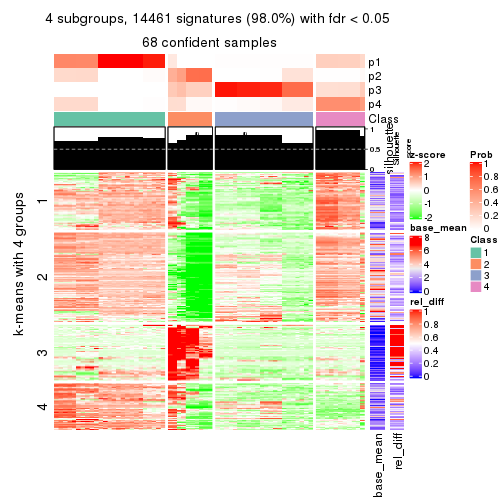 4 subgroups, 14461 signatures (98.0%) with fdr < 0.05
68 confident samples
p1
p2
p3
p4
Class
1
0.5
0
silhouette
Silhouette
score
k-means with 4 groups
1
2
3
4
base_mean
rel_diff
z-score
2
1
0
-1
-2
base_mean
8
6
4
2
0
rel_diff
1
0.8
0.6
0.4
0.2
0
Prob
1
0.8
0.6
0.4
0.2
0
Class
1
2
3
4